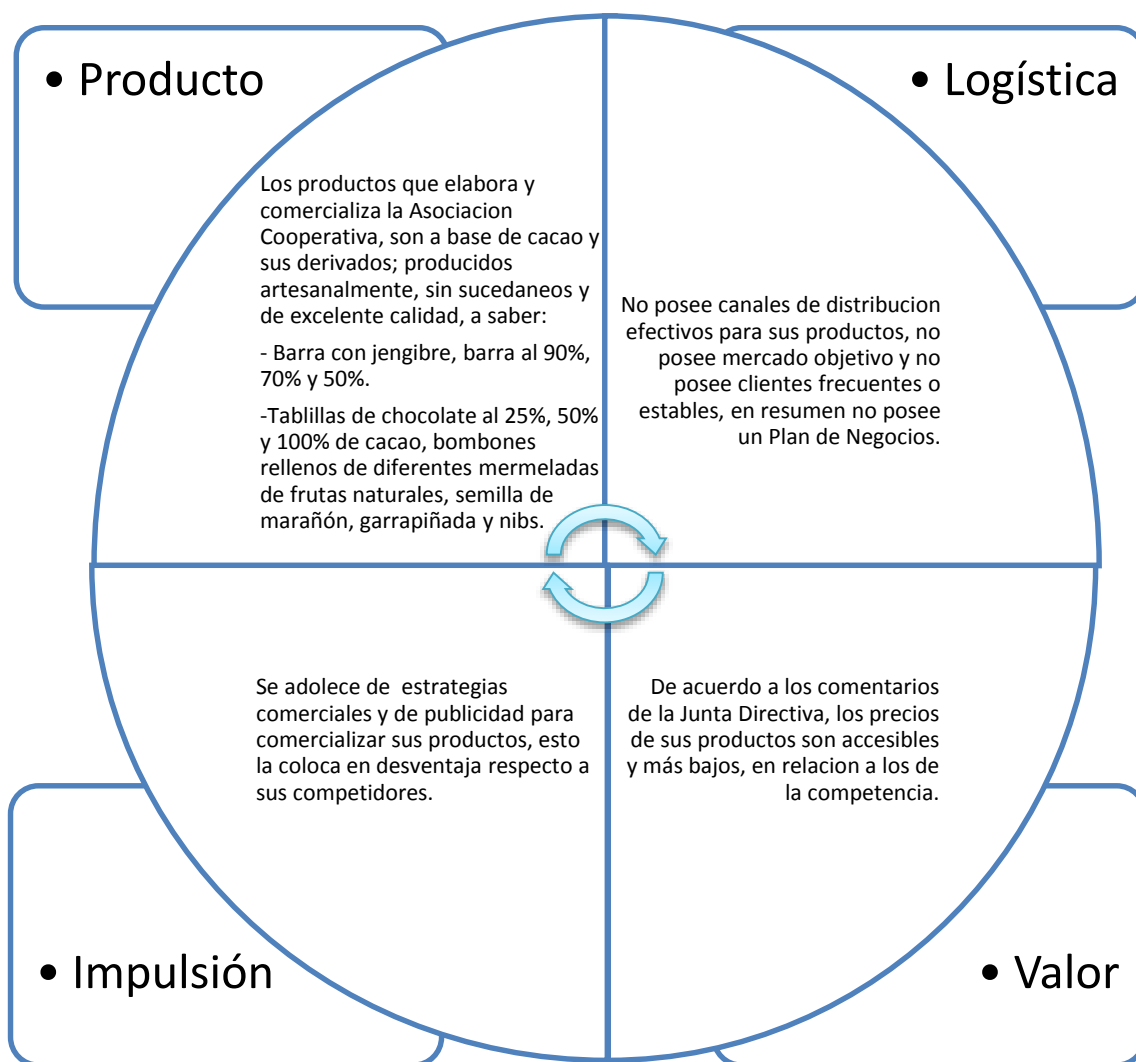 • Producto
Los productos que elabora y
comercializa la Asociacion
Cooperativa, son a base de cacao y
sus derivados; producidos
artesanalmente, sin sucedaneos y
de excelente calidad, a saber:
- Barra con jengibre, barra al 90%,
70% y 50%.
-Tablillas de chocolate al 25%, 50%
y 100% de cacao, bombones
rellenos de diferentes mermeladas
de frutas naturales, semilla de
marañón, garrapiñada y nibs.
• Logística
No posee canales de distribucion
efectivos para sus productos, no
posee mercado objetivo y no
posee clientes frecuentes o
estables, en resumen no posee
un Plan de Negocios.
Se adolece de  estrategias
comerciales y de publicidad para
comercializar sus productos, esto
la coloca en desventaja respecto a
sus competidores.
• Impulsión
De acuerdo a los comentarios
de la Junta Directiva, los precios
de sus productos son accesibles
y más bajos, en relacion a los de
la competencia.
• Valor